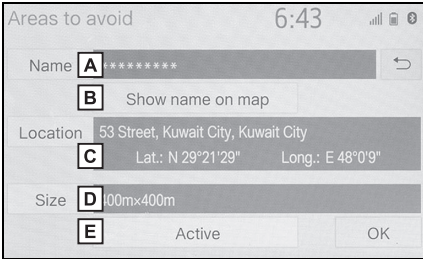 Areas to avoid 6:43
Name A *********
B Show name on map
Location 53 Street, Kuwait City, Kuwait City
C Lat.: N 29°21'29" Long.: E 48°0'9"
Size D 400m×400m
E Active OK